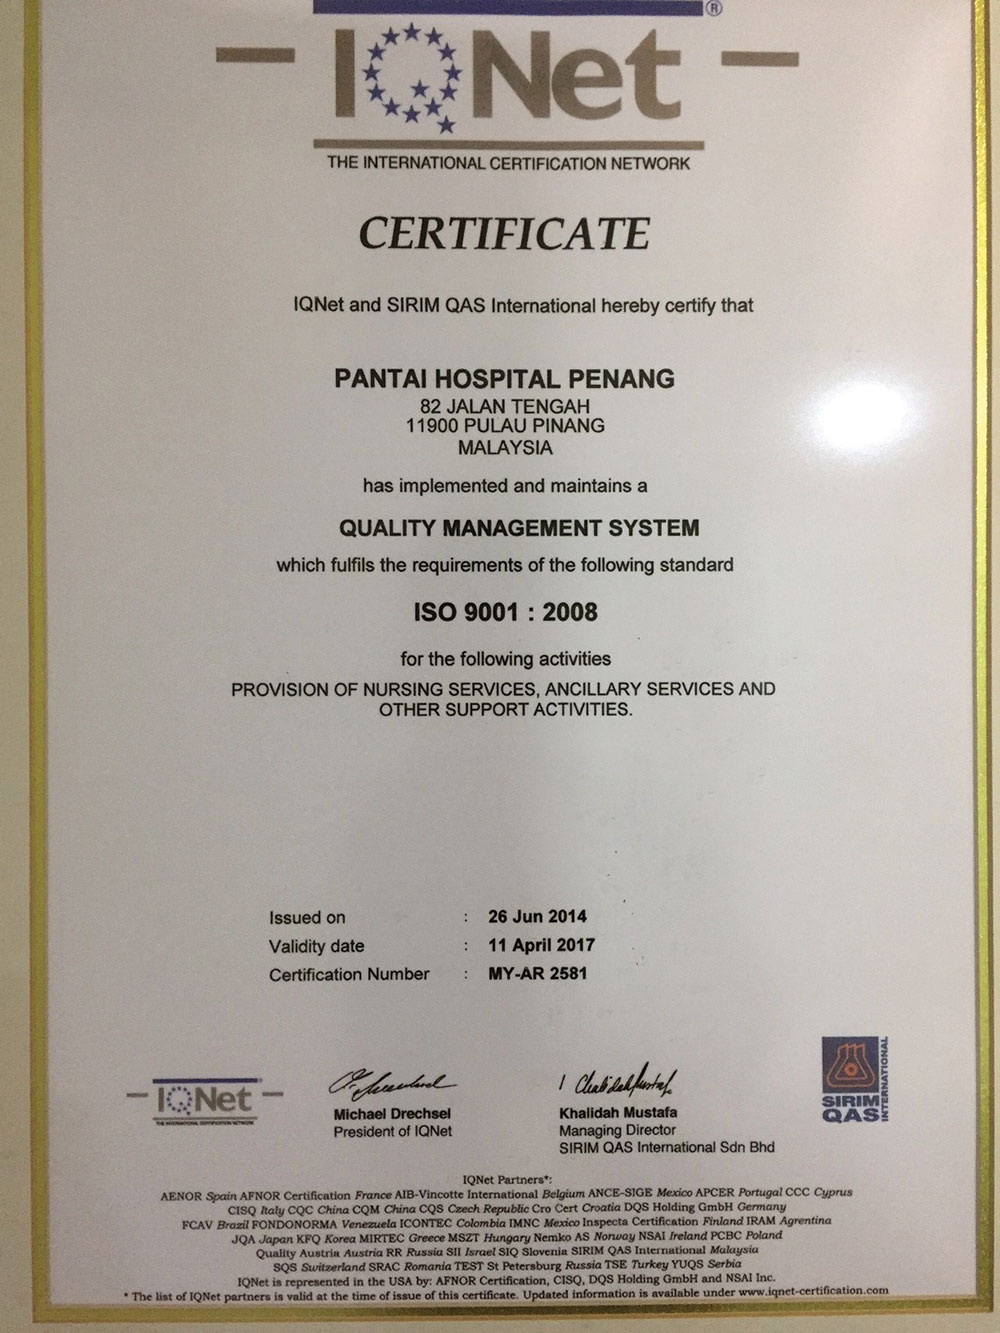 IQNet ®
THE INTERNATIONAL CERTIFICATION NETWORK
CERTIFICATE
IQNet and SIRIM QAS International hereby certify that
PANTAI HOSPITAL PENANG
82 JALAN TENGAH
11900 PULAU PINANG
MALAYSIA
has implemented and maintains a
QUALITY MANAGEMENT SYSTEM
which fulfils the requirements of the following standard
ISO 9001 : 2008
for the following activities
PROVISION OF NURSING SERVICES, ANCILLARY SERVICES AND
OTHER SUPPORT ACTIVITIES.
Issued on : 26 Jun 2014
Validity date : 11 April 2017
Certification Number : MY-AR 2581
IQNet
THE INTERNATIONAL CERTIFICATION NETWORK
Michael Drechsel
President of IQNet
Khalidah Mustafa
Managing Director
SIRIM QAS International Sdn Bhd
SIRIM
QAS
INTERNATIONAL
IQNet Partners*:
AENOR Spain AFNOR Certification France AIB-Vincotte International Belgium ANCE-SIGE Mexico APCER Portugal CCC Cyprus
CISQ Italy CQC China CQM China CQS Czech Republic Cro Cert Croatia DQS Holding GmbH Germany
FCAV Brazil FONDONORMA Venezuela ICONTEC Colombia IMNC Mexico Inspecta Certification Finland IRAM Agrentina
JQA Japan KFQ Korea MIRTEC Greece MSZT Hungary Nemko AS Norway NSAI Ireland PCBC Poland
Quality Austria Austria RR Russia SII Israel SIQ Slovenia SIRIM QAS International Malaysia
SQS Switzerland SRAC Romania TEST St Petersburg Russia TSE Turkey YUQS Serbia
IQNet is represented in the USA by: AFNOR Certification, CISQ, DQS Holding GmbH and NSAI Inc.
* The list of IQNet partners is valid at the time of issue of this certificate. Updated information is available under www.iqnet-certification.com